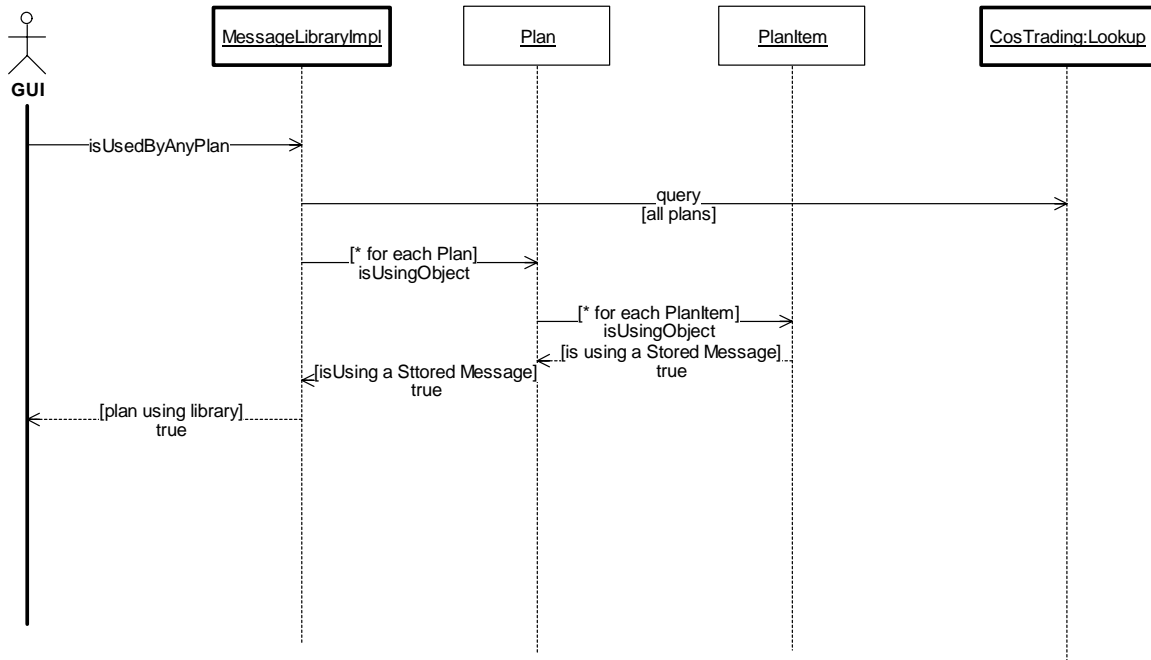 MessageLibraryImpl
Plan
PlanItem
CosTrading:Lookup
GUI
isUsedByAnyPlan
query
[all plans]
[* for each Plan]
isUsingObject
[* for each PlanItem]
isUsingObject
[is using a Stored Message]
true
[isUsing a Sttored Message]
true
[plan using library]
true